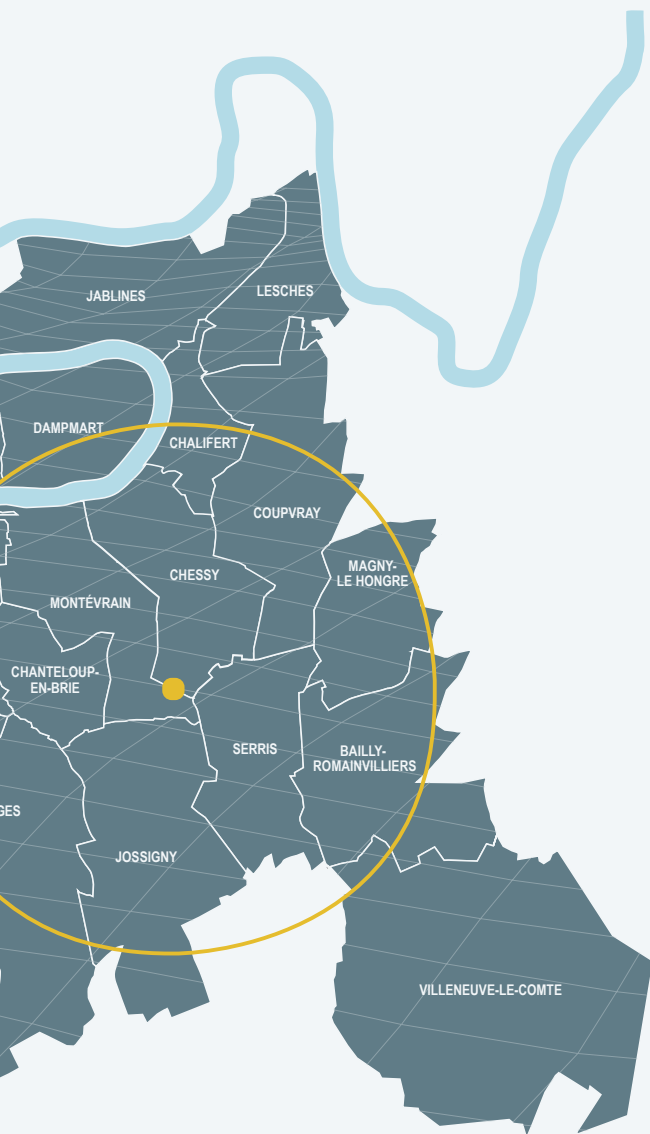 LESCHES
JABLINES
DAMPMART
CHALIFERT
COUPVRAY
MAGNY-
LE HONGRE
CHESSY
MONTÉVRAIN
CHANTELOUP-
EN-BRIE
SERRIS
BAILLY-
ROMAINVILLIERS
GES
JOSSIGNY
VILLENEUVE-LE-COMTE